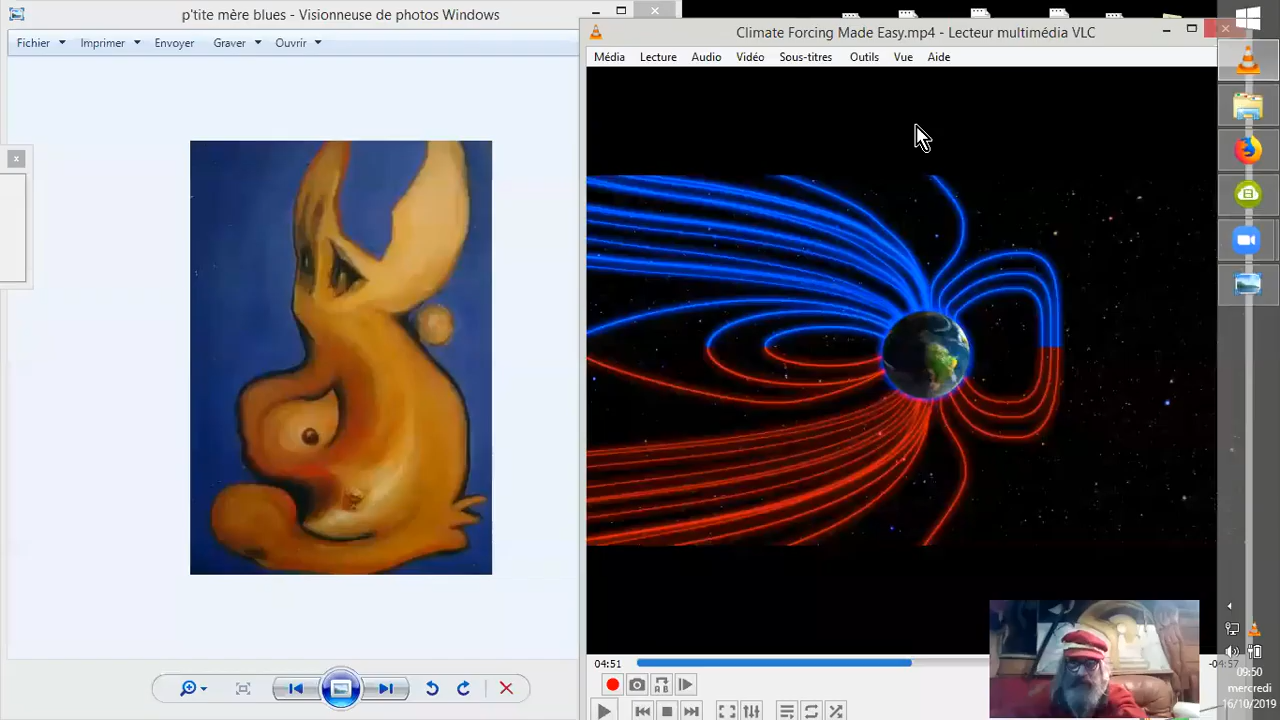 p'tite mère blues - Visionneuse de photos Windows
Fichier Imprimer Envoyer Graver Ouvrir
Climate Forcing Made Easy.mp4 - Lecteur multimédia VLC
Média Lecture Audio Vidéo Sous-titres Outils Vue Aide
04:51
-04:57
09:50
mercredi
16/10/2019